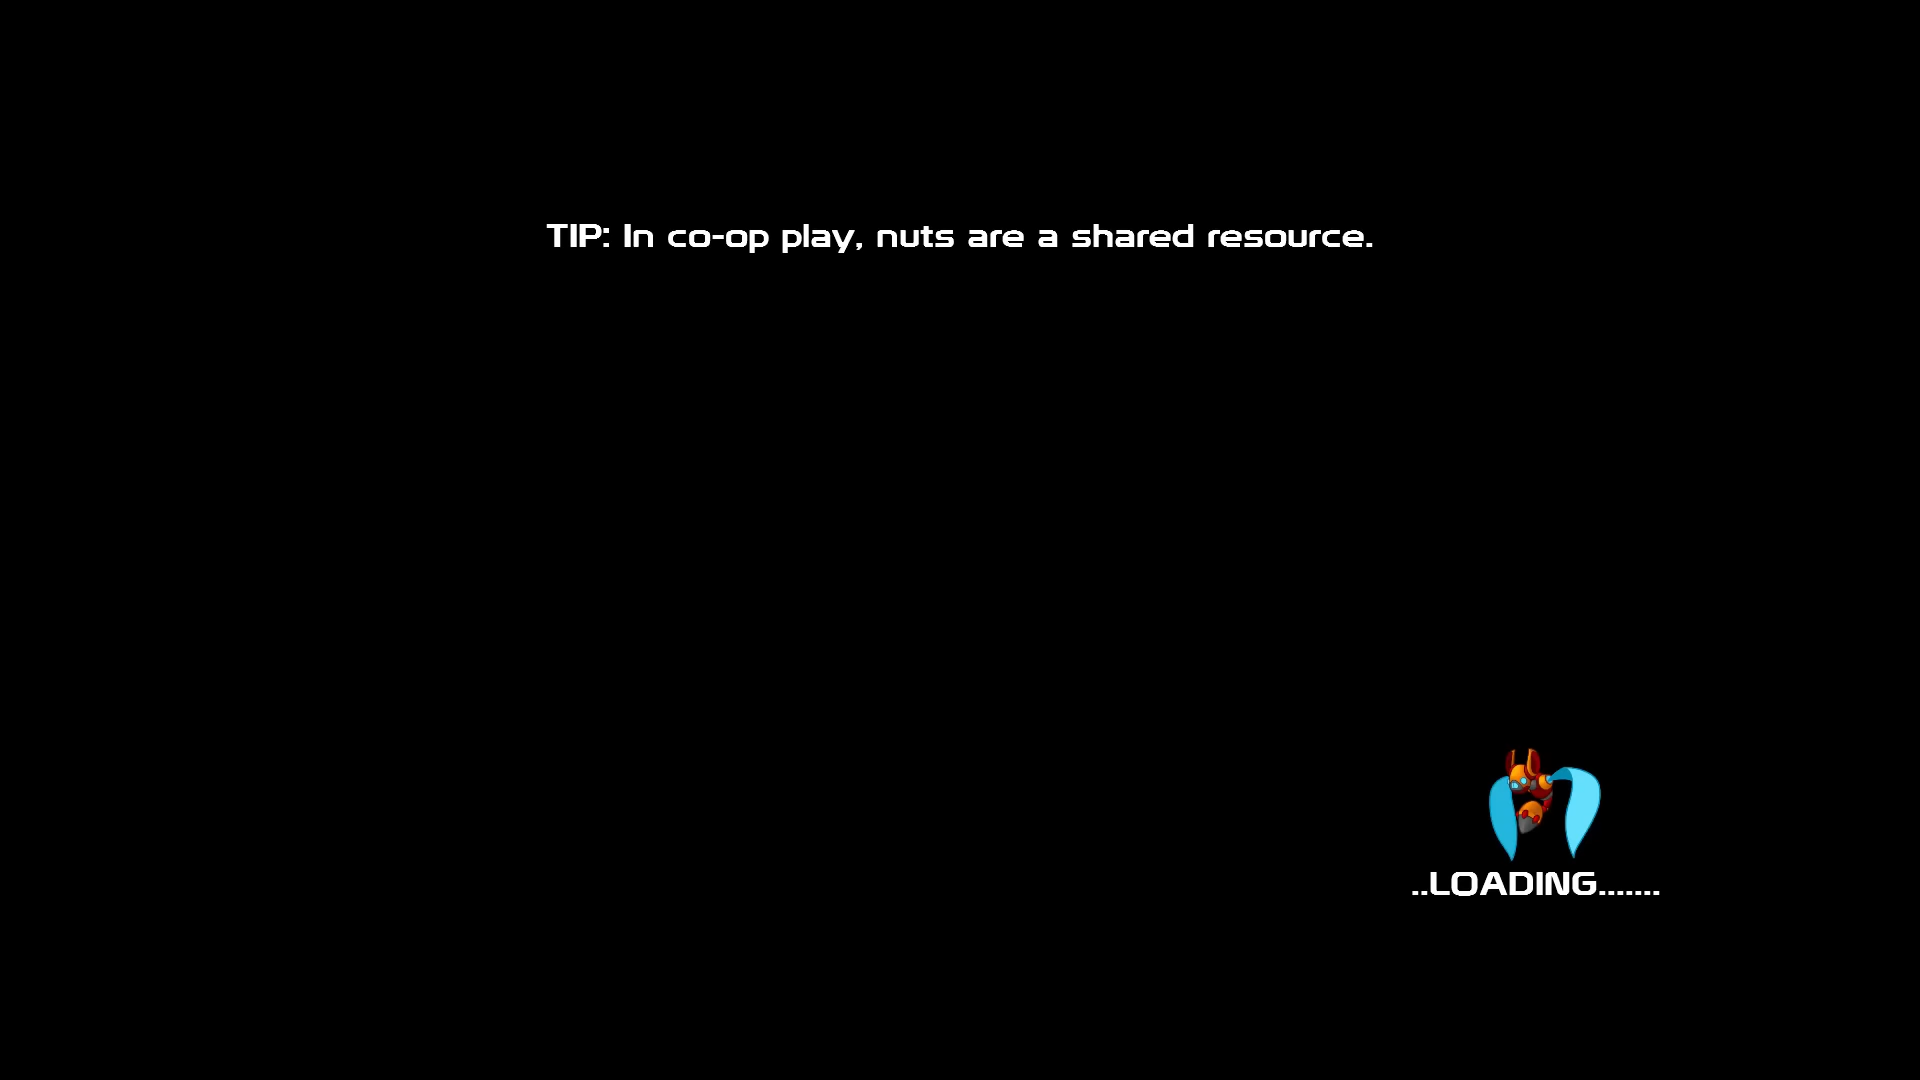 TIP: In co-op play, nuts are a shared resource.
..LOADING.......